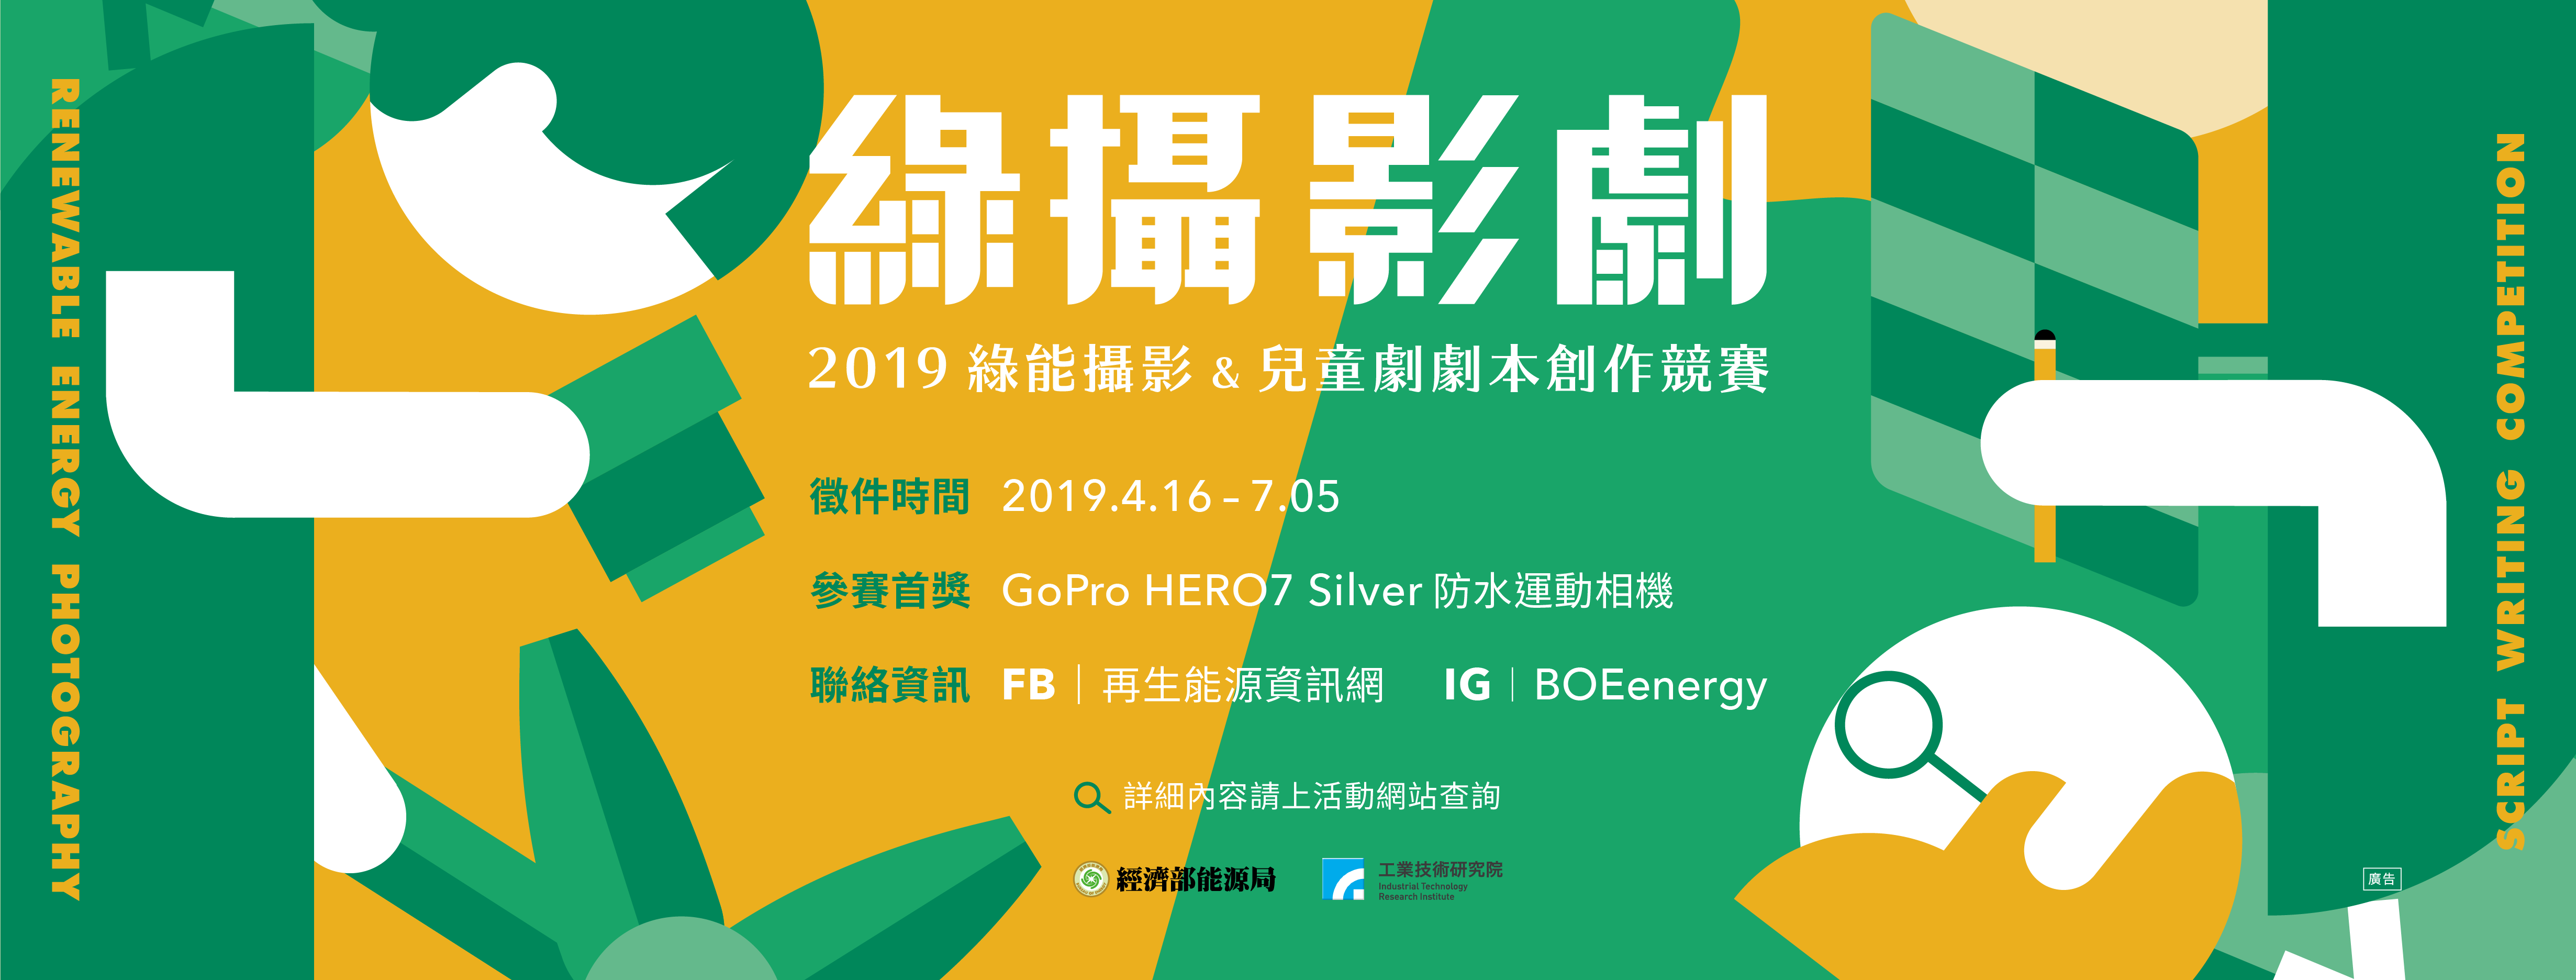 RENEWABLE ENERGY PHOTOGRAPHY
綠攝影劇
2019 綠能攝影 & 兒童劇劇本創作競賽
徵件時間 2019.4.16 – 7.05
參賽首獎 GoPro HERO7 Silver 防水運動相機
聯絡資訊 FB｜再生能源資訊網 IG｜BOEenergy
詳細內容請上活動網站查詢
經濟部能源局
工業技術研究院
Industrial Technology
Research Institute
廣告
SCRIPT WRITING COMPETITION